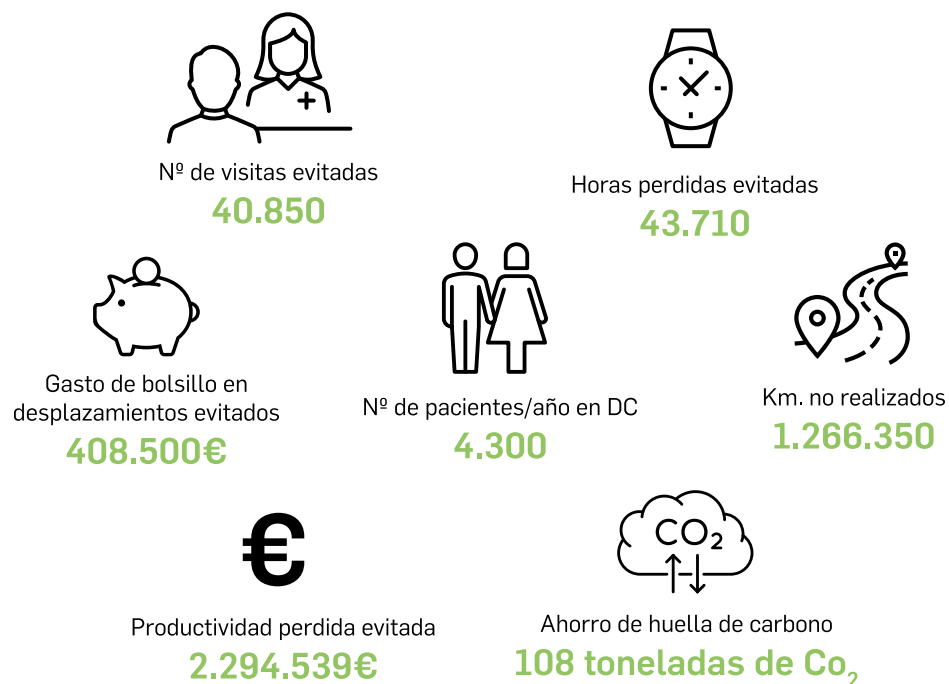 Nº de visitas evitadas
40.850
Horas perdidas evitadas
43.710
Gasto de bolsillo en
desplazamientos evitados
408.500€
Nº de pacientes/año en DC
4.300
Km. no realizados
1.266.350
€
Productividad perdida evitada
2.294.539€
CO₂
Ahorro de huella de carbono
108 toneladas de Co₂